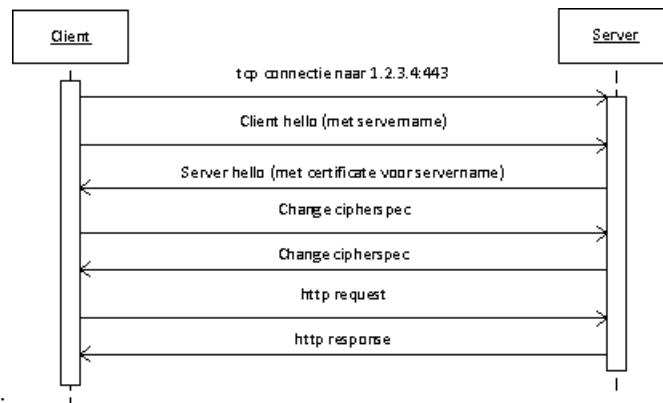 Client
Server
tcp connectie naar 1.2.3.4:443
Client hello (met servername)
Server hello (met certificate voor servername)
Change cipherspec
Change cipherspec
http request
http response